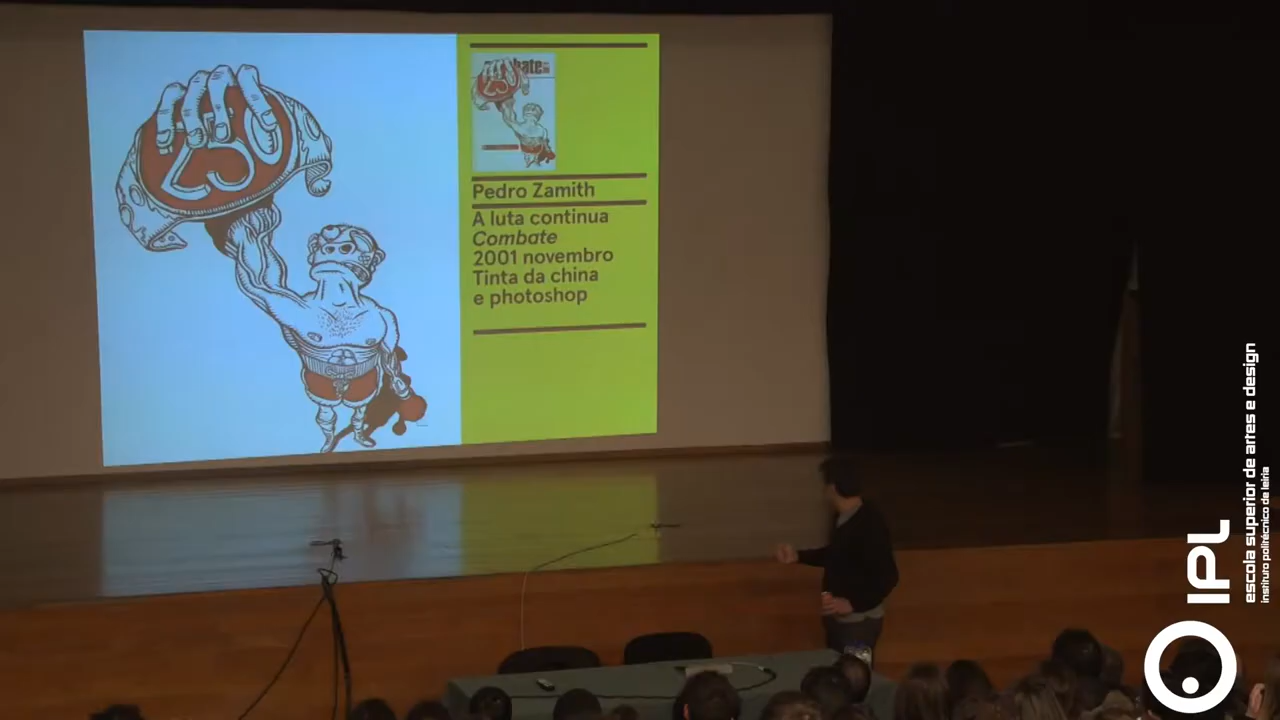 250
Pedro Zamith
A luta continua
Combate
2001 novembro
Tinta da china
e photoshop
IPL
escola superior de artes e design
instituto politécnico de leiria